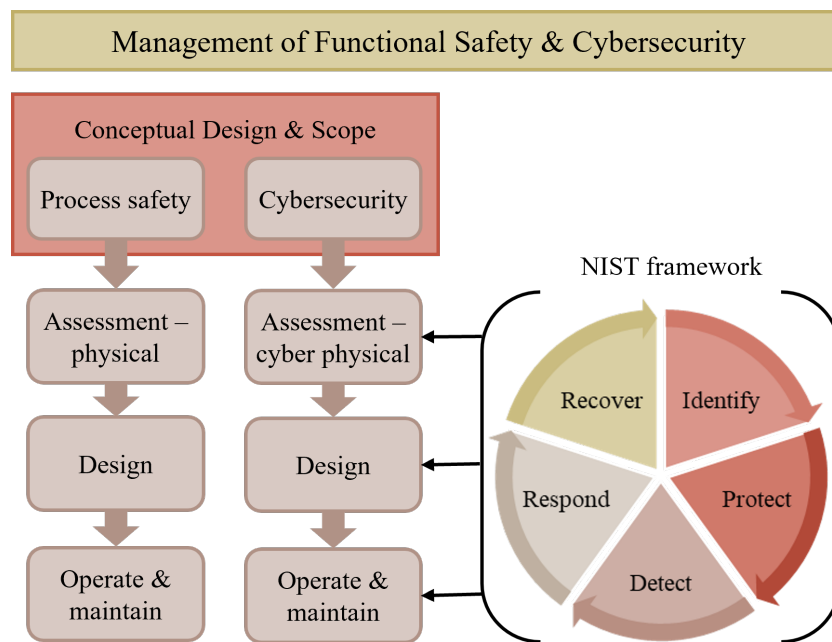 Management of Functional Safety & Cybersecurity
Conceptual Design & Scope
Process safety
Cybersecurity
NIST framework
Assessment –
physical
Assessment –
cyber physical
Recover
Identify
Design
Design
Respond
Protect
Detect
Operate &
maintain
Operate &
maintain